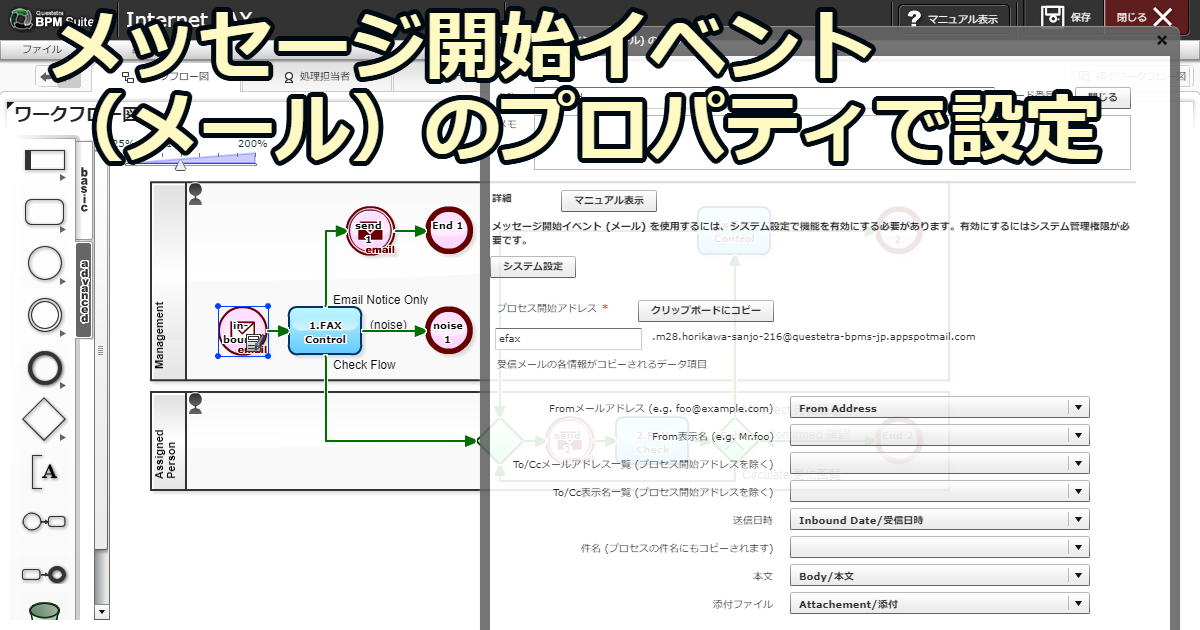 Questetra
BPM Suite
マニュアル表示
保存
閉じる
ファイル
メッセージ開始イベント
（メール）のプロパティで設定
処理担当者
ワークフロー図
閉じる
25%
200%
basic
advanced
詳細
マニュアル表示
メッセージ開始イベント (メール) を使用するには、システム設定で機能を有効にする必要があります。有効にするにはシステム管理権限が必
要です。
システム設定
プロセス開始アドレス *
クリップボードにコピー
efax
.m28.horikawa-sanjo-216@questetra-bpms-jp.appspotmail.com
受信メールの各情報がコピーされるデータ項目
Fromメールアドレス (e.g. foo@example.com)
From Address
From表示名 (e.g. Mr.foo)
To/Ccメールアドレス一覧 (プロセス開始アドレスを除く)
To/Cc表示名一覧 (プロセス開始アドレスを除く)
送信日時
Inbound Date/受信日時
件名 (プロセスの件名にもコピーされます)
本文
Body/本文
添付ファイル
Attachement/添付
Management
send
1
email
End 1
Email Notice Only
1.FAX
Control
(noise)
noise
1
Check Flow
Assigned
Person
send
2
Check
End 2
Control
2
A